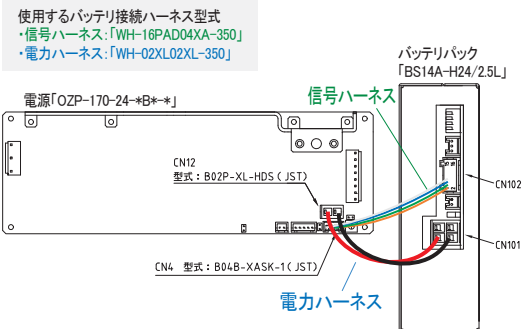 使用するバッテリ接続ハーネス型式
・信号ハーネス:「WH-16PAD04XA-350」
・電力ハーネス:「WH-02XL02XL-350」
バッテリパック
「BS14A-H24/2.5L」
電源「OZP-170-24-*B*-*」
信号ハーネス
CN12
型式：B02P-XL-HDS(JST)
CN102
CN101
CN4 型式：B04B-XASK-1(JST)
電力ハーネス